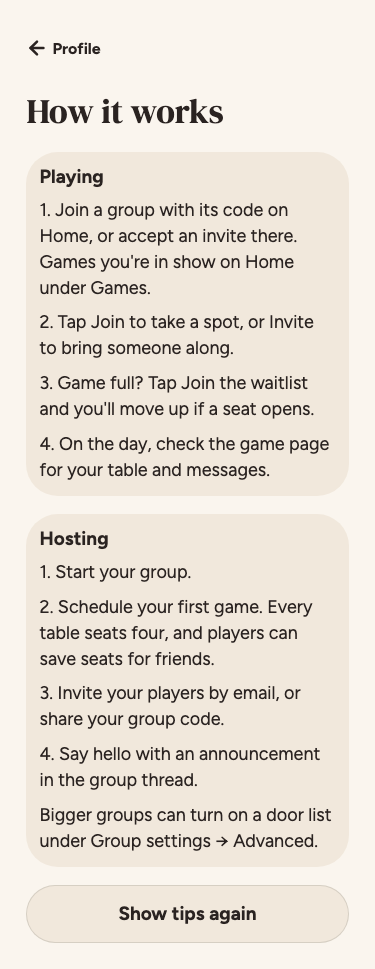 ← Profile
How it works
Playing
1. Join a group with its code on
Home, or accept an invite there.
Games you're in show on Home
under Games.
2. Tap Join to take a spot, or Invite
to bring someone along.
3. Game full? Tap Join the waitlist
and you'll move up if a seat opens.
4. On the day, check the game page
for your table and messages.
Hosting
1. Start your group.
2. Schedule your first game. Every
table seats four, and players can
save seats for friends.
3. Invite your players by email, or
share your group code.
4. Say hello with an announcement
in the group thread.
Bigger groups can turn on a door list
under Group settings → Advanced.
Show tips again